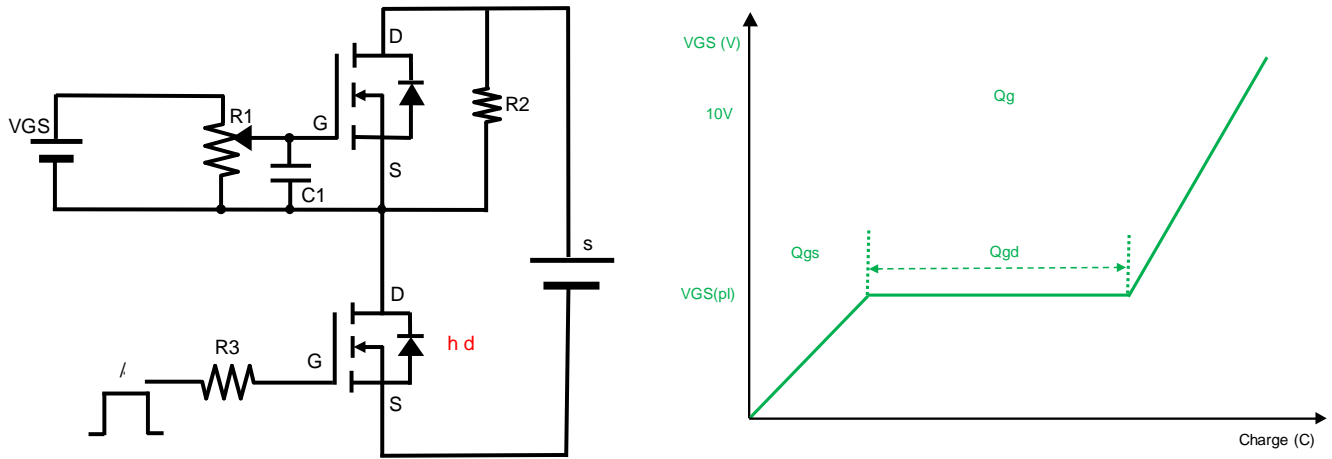 D
R2
R1
G
VGS
S
C1
s
D
h d
R3
G
S
VGS (V)
Qg
10V
Qgs
Qgd
VGS(pl)
Charge (C)